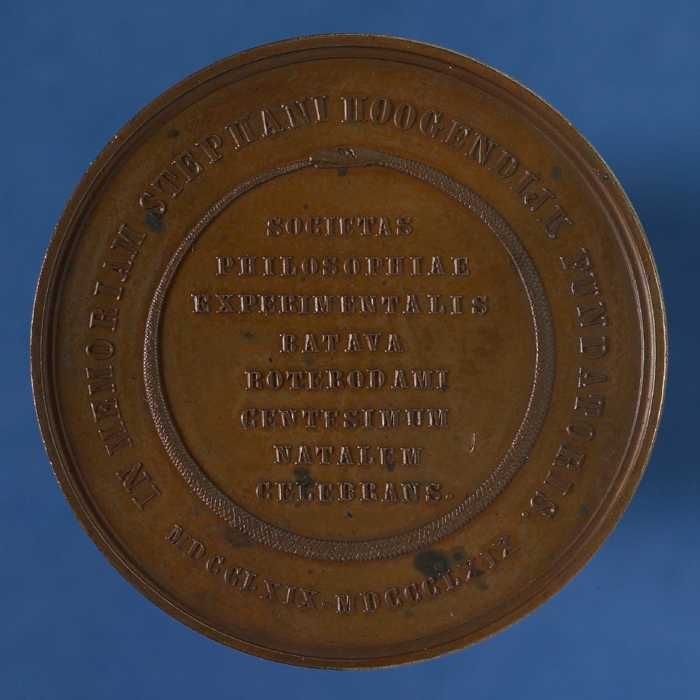 IN MEMORIAM STEPHANI HOOGENDIJK FUNDATORIS.
SOCIETAS
PHILOSOPHIAE
EXPERIMENTALIS
BATAVA
ROTERODAMI
CENTESIMUM
NATALEM
CELEBRANS.
MDCCLXIX-MDCCCLXIX